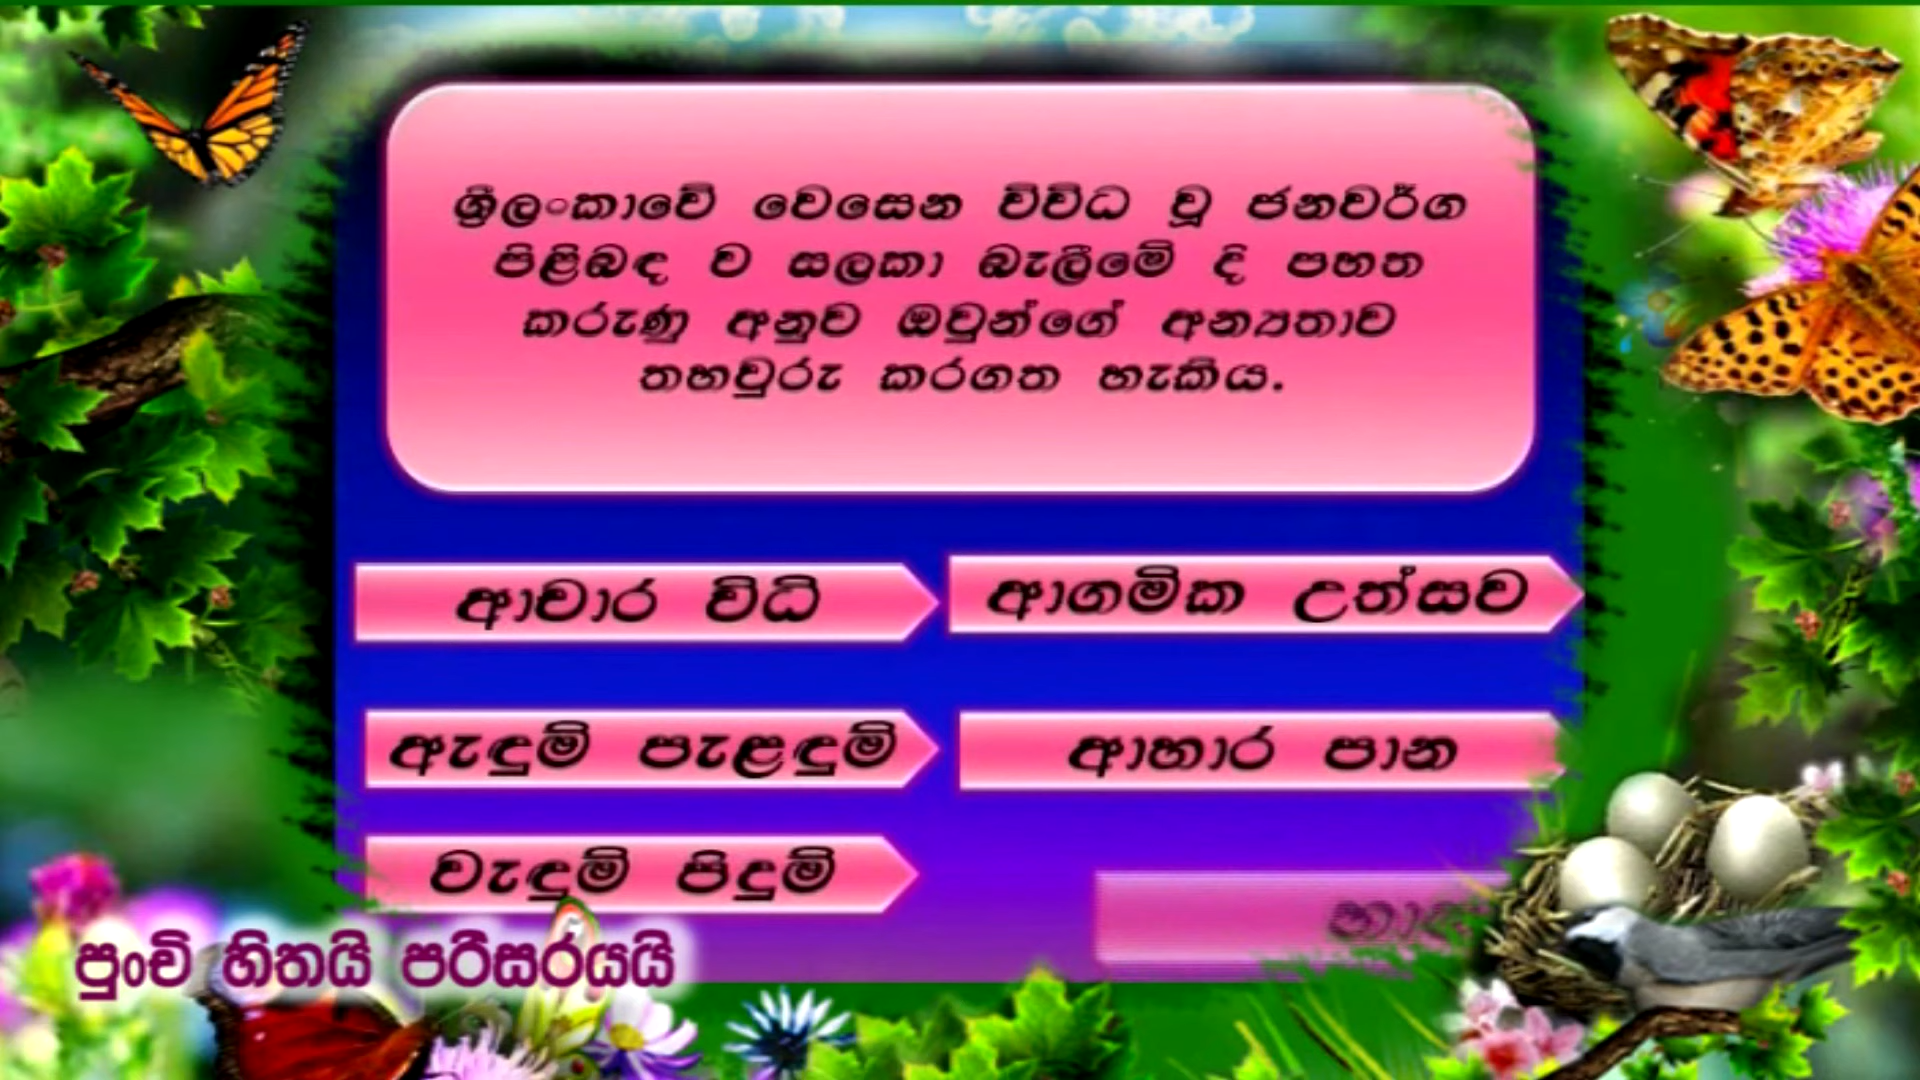 ශ්‍රීලංකාවේ වෙසෙන විවිධ වූ ජනවර්ග
පිළිබඳ ව සලකා බැලීමේ දි පහත
කරුණු අනුව ඔවුන්ගේ අන්‍යතාව
තහවුරු කරගත හැකිය.
ආචාර විධි
ආගමික උත්සව
ඇඳුම් පැළඳුම්
ආහාර පාන
වැඳුම් පිදුම්
පුංචි හිතයි පරිසරයයි